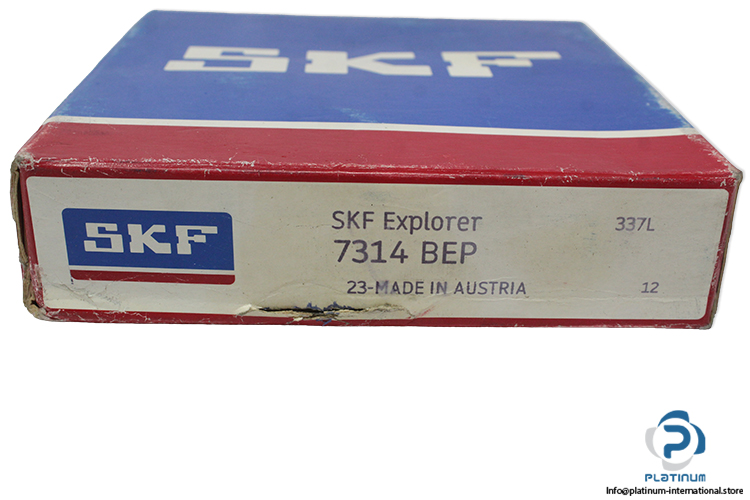 SKF
SKF
SKF Explorer
337L
7314 BEP
23-MADE IN AUSTRIA
12
PLATINUM
Info@platinum-international.store